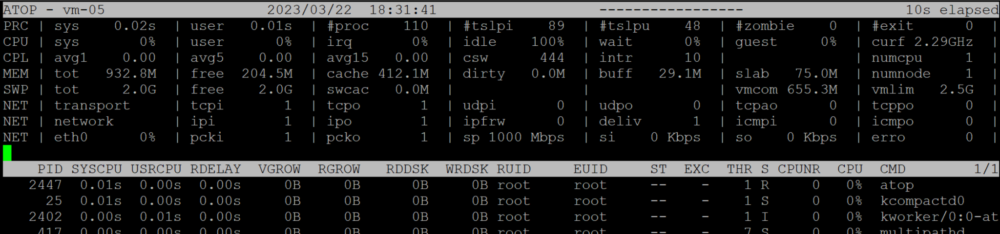 ATOP - vm-05 2023/03/22 18:31:41 ----------------- 10s elapsed
PRC | sys 0.02s | user 0.01s | #proc 110 | #tslpi 89 | #tslpu 48 | #zombie 0 | #exit 0 |
CPU | sys 0% | user 0% | irq 0% | idle 100% | wait 0% | guest 0% | curf 2.29GHz |
CPL | avg1 0.00 | avg5 0.00 | avg15 0.00 | csw 444 | intr 10 | | numcpu 1 |
MEM | tot 932.8M | free 204.5M | cache 412.1M | dirty 0.0M | buff 29.1M | slab 75.0M | numnode 1 |
SWP | tot 2.0G | free 2.0G | swcac 0.0M | | | vmcom 655.3M | vmlim 2.5G |
NET | transport | tcpi 1 | tcpo 1 | udpi 0 | udpo 0 | tcpao 0 | tcppo 0 |
NET | network | ipi 1 | ipo 1 | ipfrw 0 | deliv 1 | icmpi 0 | icmpo 0 |
NET | eth0 0% | pcki 1 | pcko 1 | sp 1000 Mbps | si 0 Kbps | so 0 Kbps | erro 0 |
PID SYSCPU USRCPU RDELAY VGROW RGROW RDDSK WRDSK RUID EUID ST EXC THR S CPUNR CPU CMD 1/1
2447 0.01s 0.00s 0.00s 0B 0B 0B 0B root root -- - 1 R 0 0% atop
25 0.01s 0.00s 0.00s 0B 0B 0B 0B root root -- - 1 S 0 0% kcompactd0
2402 0.00s 0.01s 0.00s 0B 0B 0B 0B root root -- - 1 I 0 0% kworker/0:0-at
417 0.00s 0.00s 0.00s 0B 0B 0B 0B root root -- - 7 S 0 0% multipathd